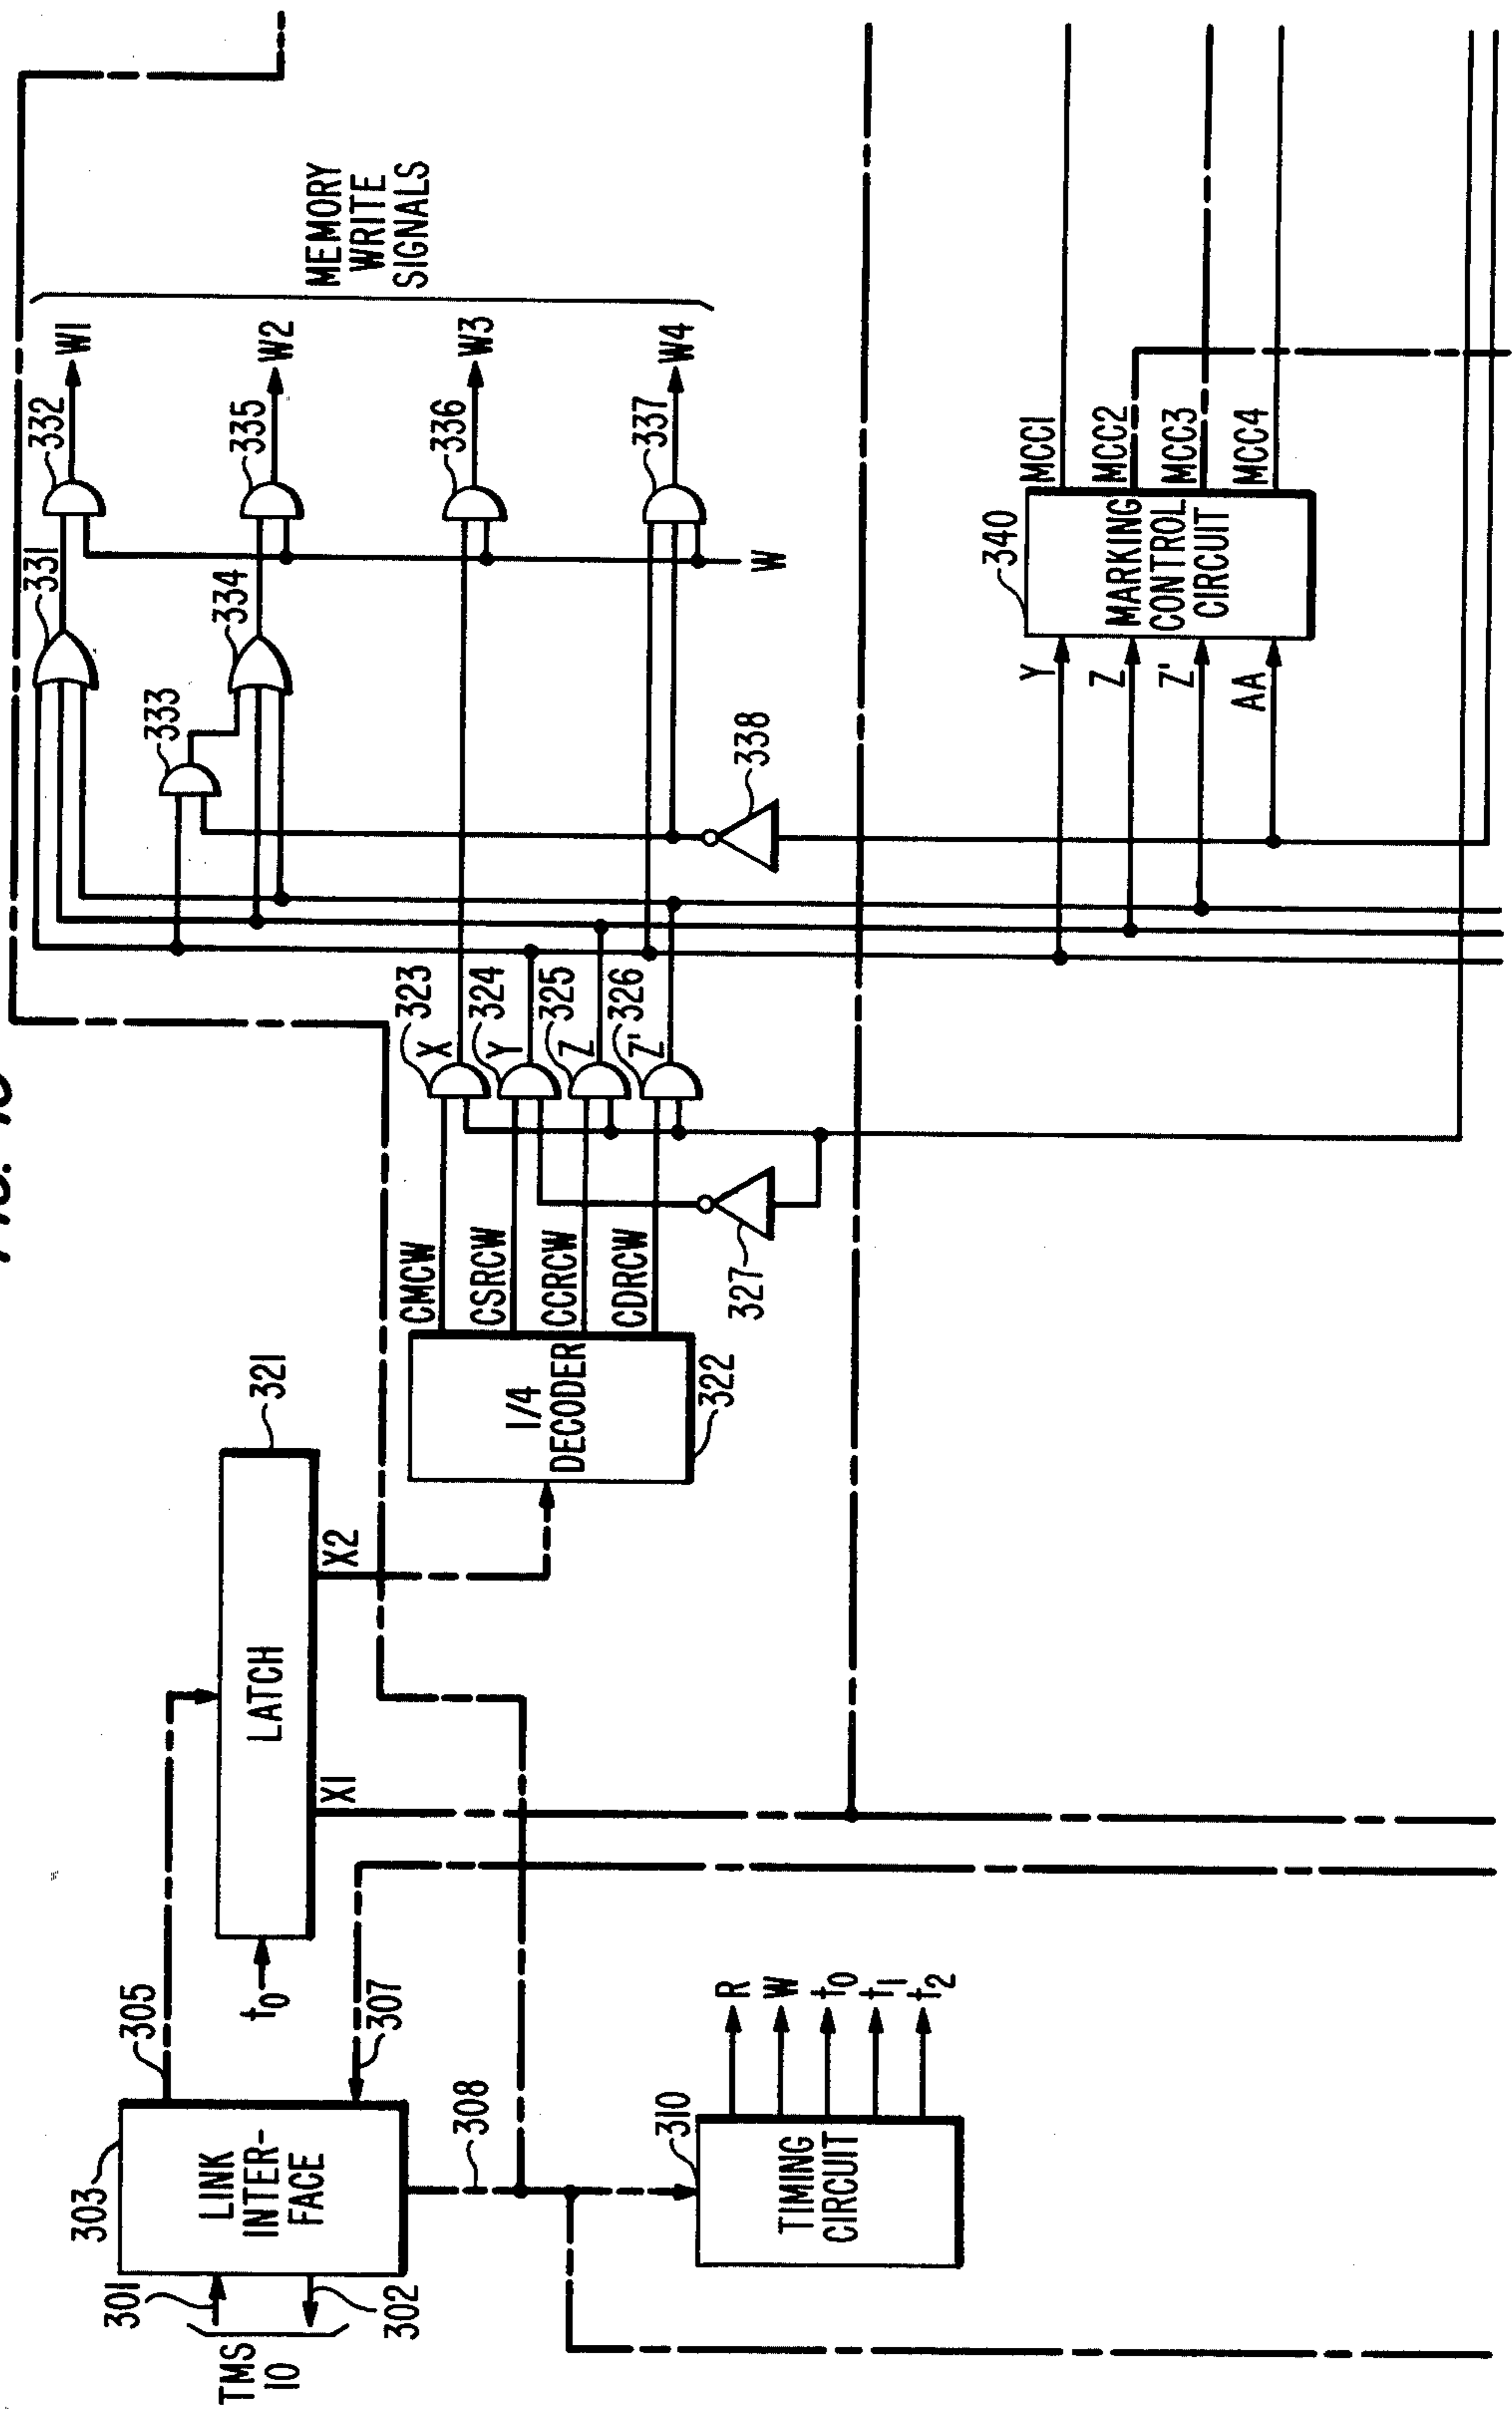 301
TMS
10
302
303
LINK
INTER-
FACE
305
307
308
t0
LATCH
321
X1
X2
310
TIMING
CIRCUIT
R
W
t0
t1
t2
1/4
DECODER
322
CMCW
CSRCW
CCRCW
CDRCW
327
323
X
324
Y
325
Z
326
Z'
331
332
W1
333
334
335
W2
336
W3
337
W4
338
W
MEMORY
WRITE
SIGNALS
340
MARKING
CONTROL
CIRCUIT
Y
Z
Z'
AA
MCC1
MCC2
MCC3
MCC4